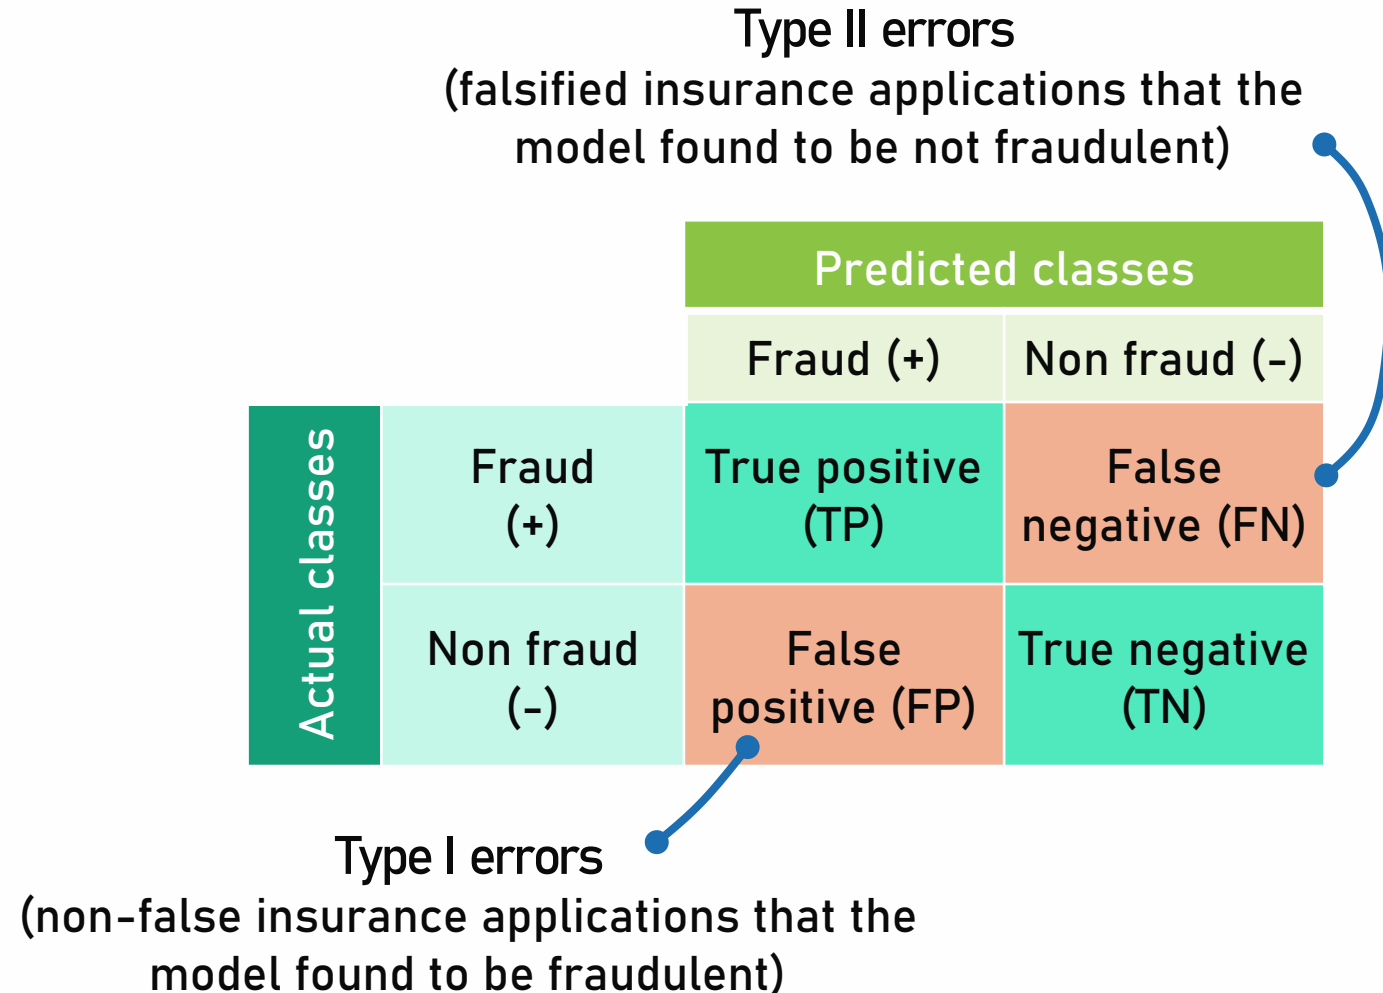 Type II errors
(falsified insurance applications that the
model found to be not fraudulent)
Predicted classes
Fraud (+)
Non fraud (-)
Actual classes
Fraud
(+)
True positive
(TP)
False
negative (FN)
Non fraud
(-)
False
positive (FP)
True negative
(TN)
Type I errors
(non-false insurance applications that the
model found to be fraudulent)